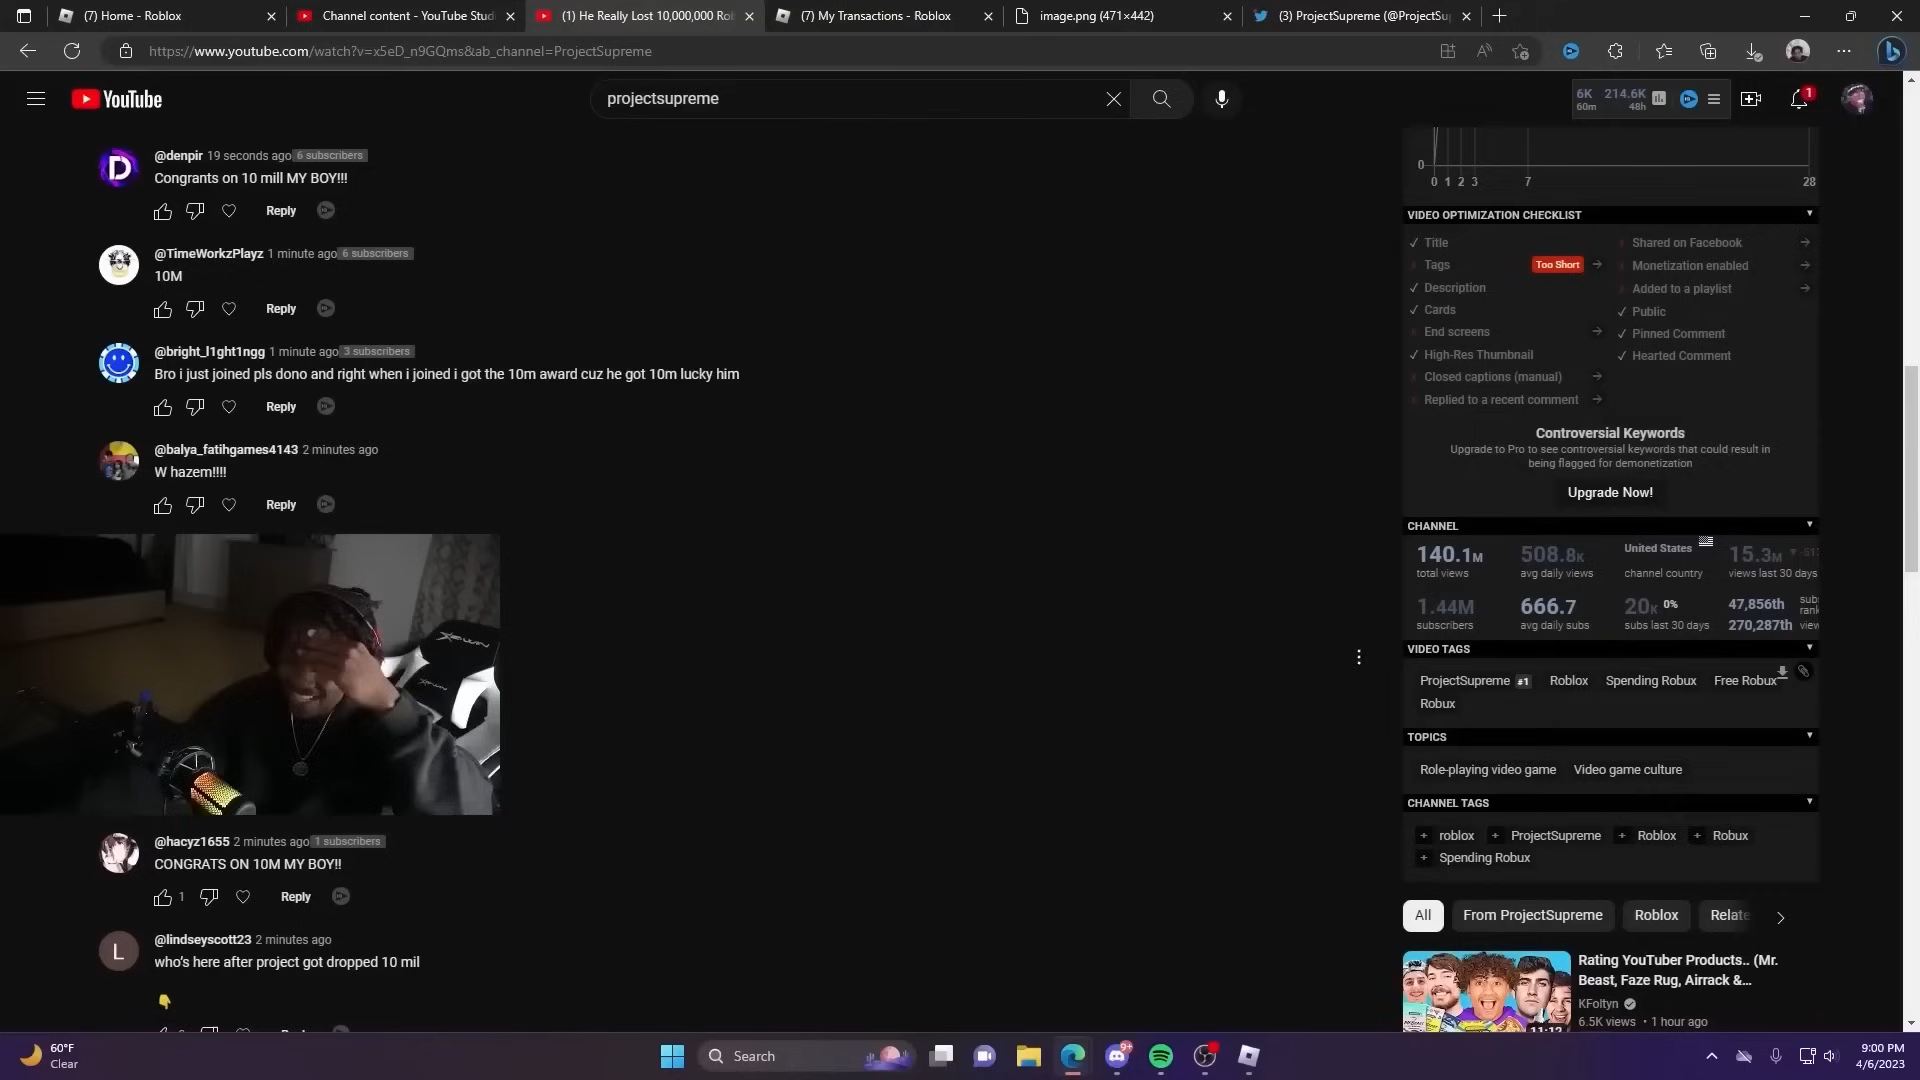 (7) Home - Roblox
Channel content - YouTube Stud
(1) He Really Lost 10,000,000 Ro
(7) My Transactions - Roblox
image.png (471×442)
(3) ProjectSupreme (@ProjectSu
https://www.youtube.com/watch?v=x5eD_n9GQms&ab_channel=ProjectSupreme
YouTube
projectsupreme
6K 214.6K
60m 48h
1
@denpir 19 seconds ago 6 subscribers
Congrants on 10 mill MY BOY!!!
Reply
@TimeWorkzPlayz 1 minute ago 6 subscribers
10M
Reply
@bright_l1ght1ngg 1 minute ago 3 subscribers
Bro i just joined pls dono and right when i joined i got the 10m award cuz he got 10m lucky him
Reply
@balya_fatihgames4143 2 minutes ago
W hazem!!!!
Reply
@hacyz1655 2 minutes ago 1 subscribers
CONGRATS ON 10M MY BOY!!
1 Reply
L
@lindseyscott23 2 minutes ago
who's here after project got dropped 10 mil
0
0 1 2 3 7 28
VIDEO OPTIMIZATION CHECKLIST
Title
Tags Too Short
Description
Cards
End screens
High-Res Thumbnail
Closed captions (manual)
Replied to a recent comment
Shared on Facebook
Monetization enabled
Added to a playlist
Public
Pinned Comment
Hearted Comment
Controversial Keywords
Upgrade to Pro to see controversial keywords that could result in
being flagged for demonetization
Upgrade Now!
CHANNEL
140.1M 508.8K United States 15.3M
total views avg daily views channel country views last 30 days
1.44M 666.7 20K 0% 47,856th subs rank
subscribers avg daily subs subs last 30 days 270,287th view
VIDEO TAGS
ProjectSupreme #1 Roblox Spending Robux Free Robux
Robux
TOPICS
Role-playing video game Video game culture
CHANNEL TAGS
+ roblox + ProjectSupreme + Roblox + Robux
+ Spending Robux
All From ProjectSupreme Roblox Relate
Rating YouTuber Products.. (Mr.
Beast, Faze Rug, Airrack &...
KFoltyn
6.5K views • 1 hour ago
11:12
60°F
Clear
Search
9+
9:00 PM
4/6/2023